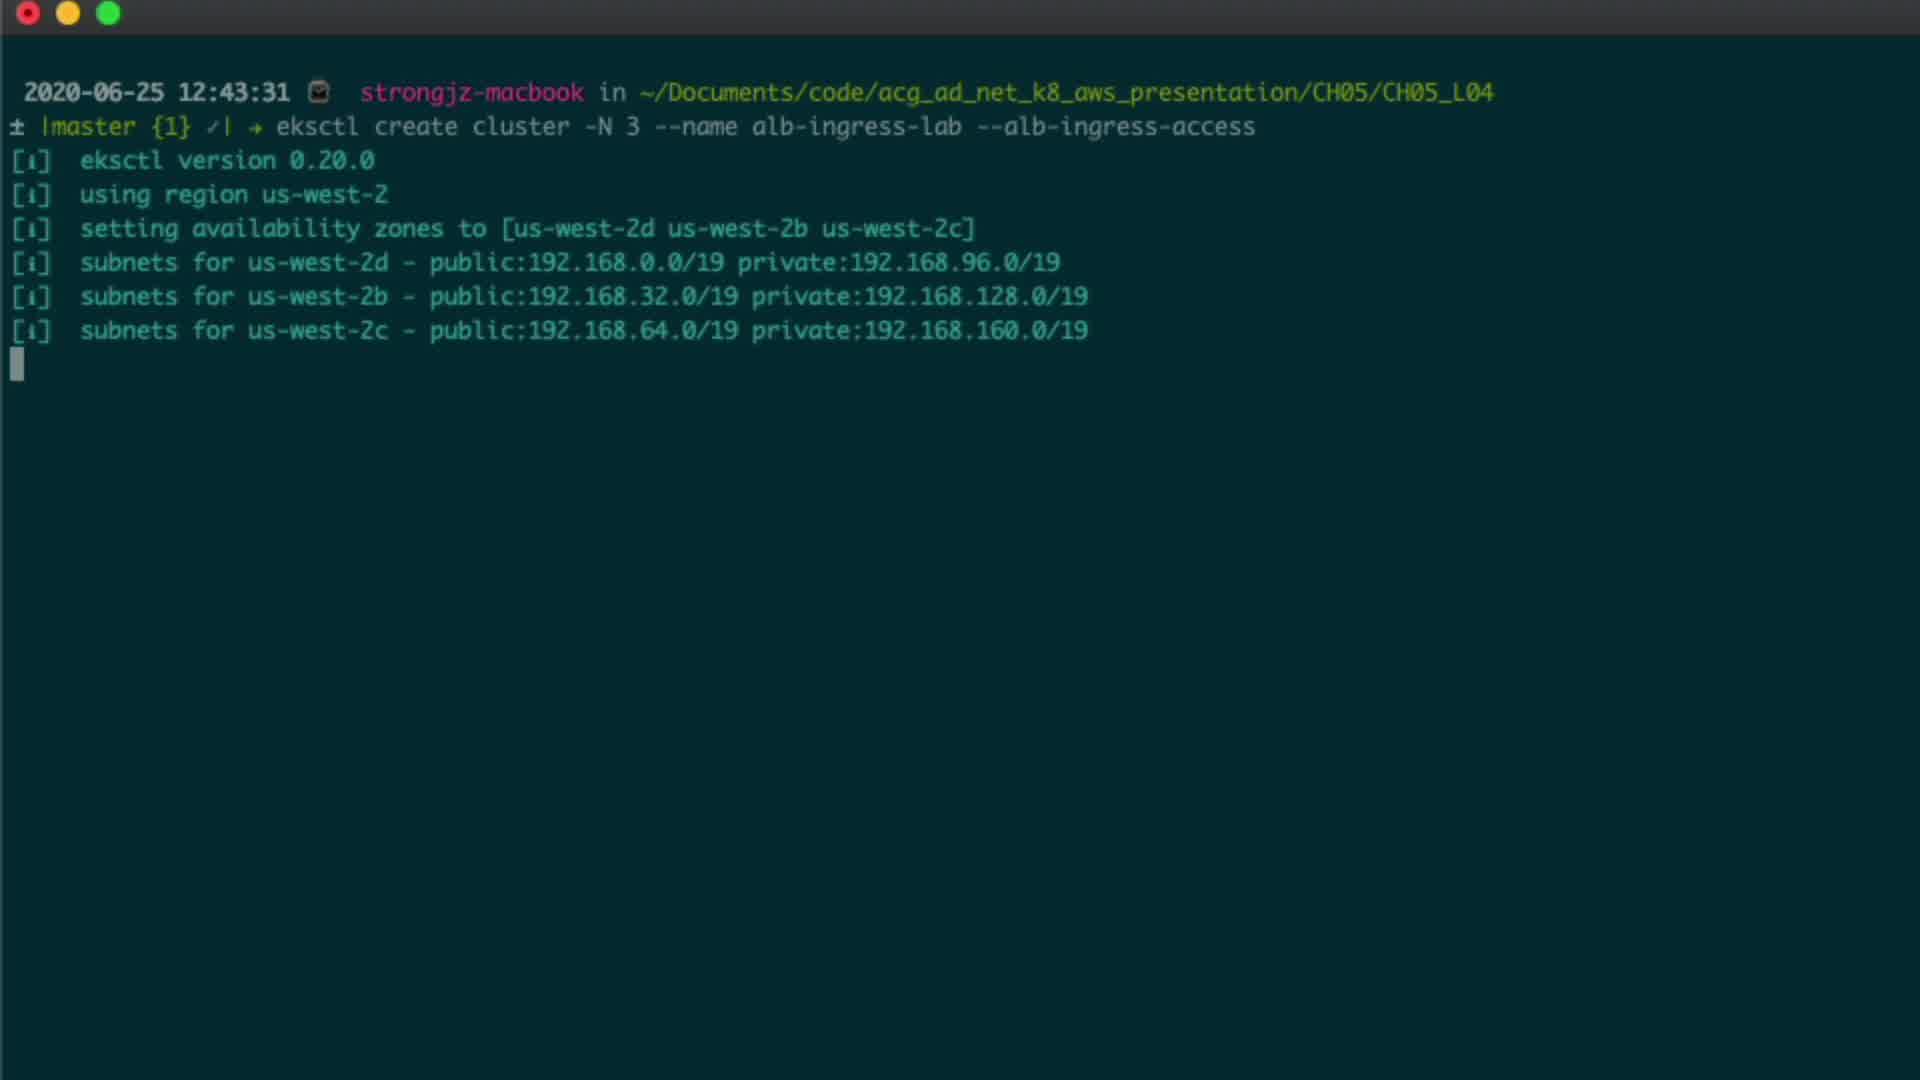 2020-06-25 12:43:31 strongjz-macbook in ~/Documents/code/acg_ad_net_k8_aws_presentation/CH05/CH05_L04
± |master {1} ✓| → eksctl create cluster -N 3 --name alb-ingress-lab --alb-ingress-access
[ℹ]  eksctl version 0.20.0
[ℹ]  using region us-west-2
[ℹ]  setting availability zones to [us-west-2d us-west-2b us-west-2c]
[ℹ]  subnets for us-west-2d - public:192.168.0.0/19 private:192.168.96.0/19
[ℹ]  subnets for us-west-2b - public:192.168.32.0/19 private:192.168.128.0/19
[ℹ]  subnets for us-west-2c - public:192.168.64.0/19 private:192.168.160.0/19